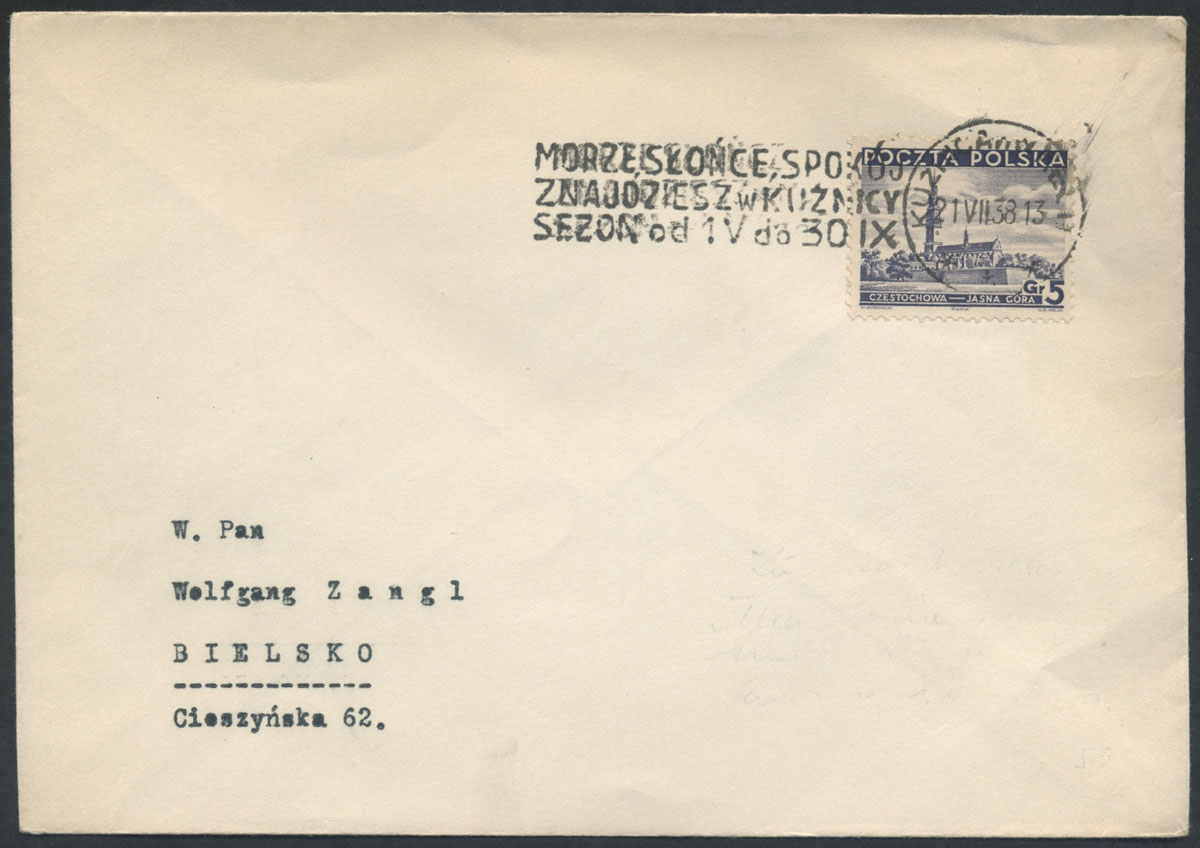 MORZE, SŁOŃCE, SPOKÓJ
ZNAJDZIESZ w KUŹNICY
SEZON od 1 V do 30 IX
POCZTA POLSKA
21 VII.38 13
Gr 5
CZĘSTOCHOWA — JASNA GÓRA
W. Pan
Wolfgang Zangl
BIELSKO
Cieszyńska 62.